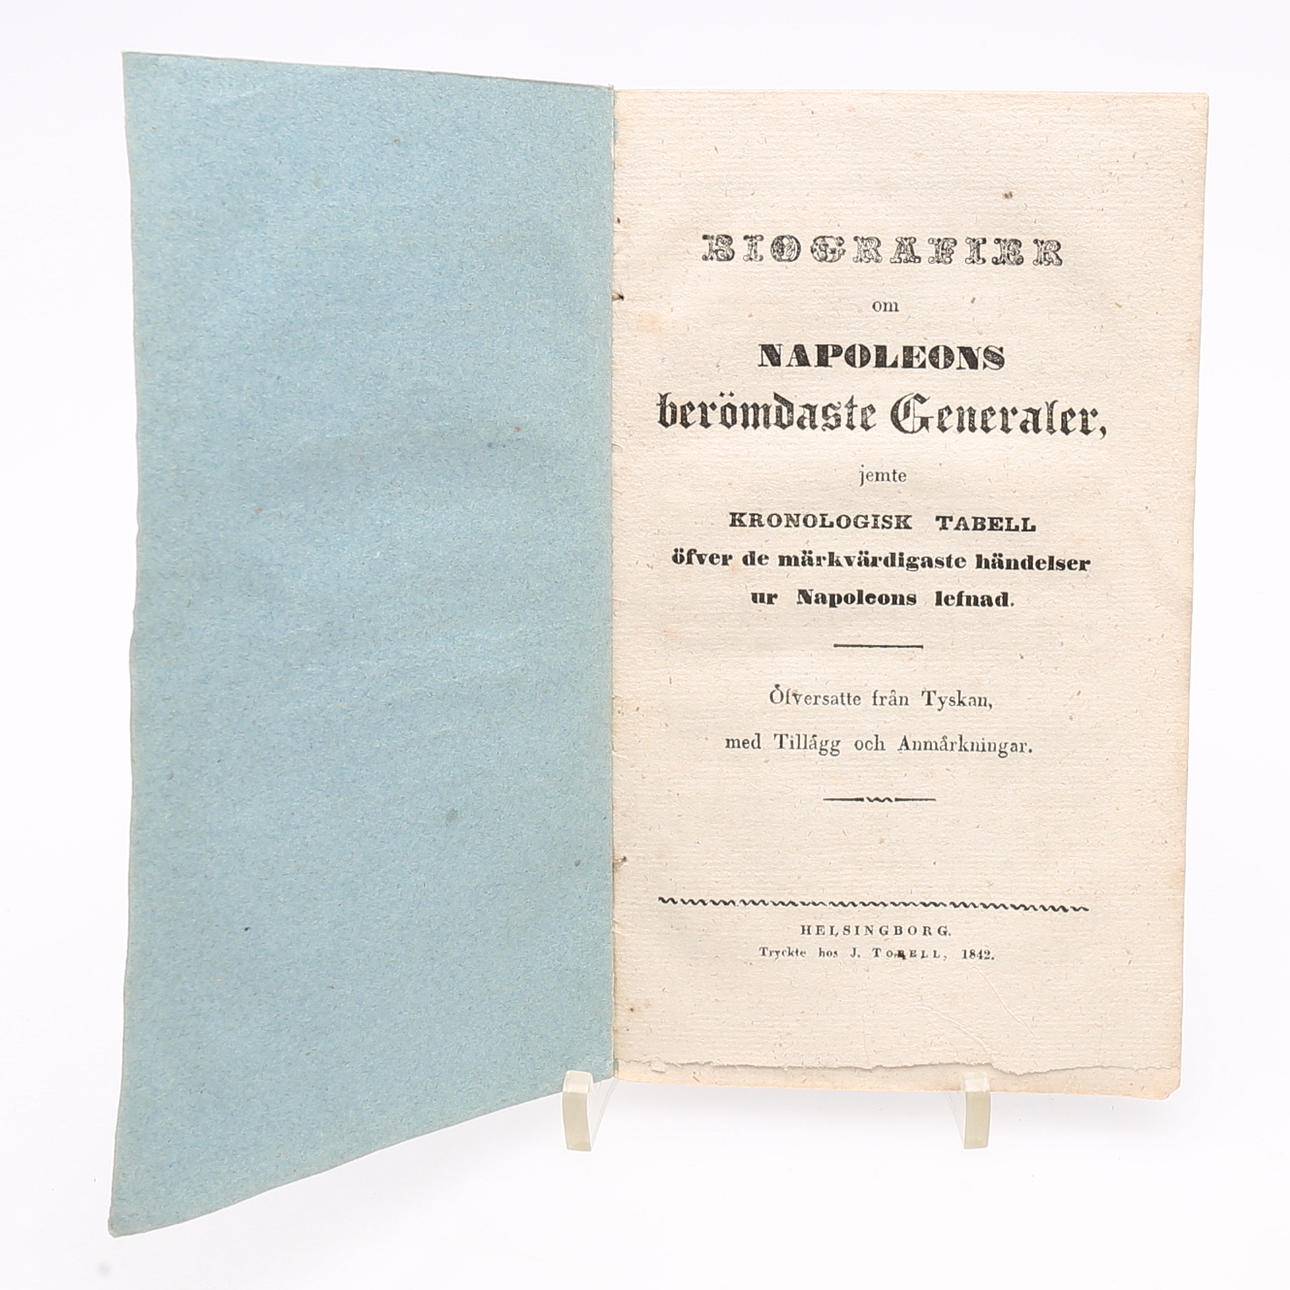 BIOGRAFIER
om
NAPOLEONS
berömdaste Generaler,
jemte
KRONOLOGISK TABELL
öfver de märkvärdigaste händelser
ur Napoleons lefnad.
Öfversatte från Tyskan,
med Tillägg och Anmärkningar.
HELSINGBORG.
Tryckte hos J. TORELL, 1842.